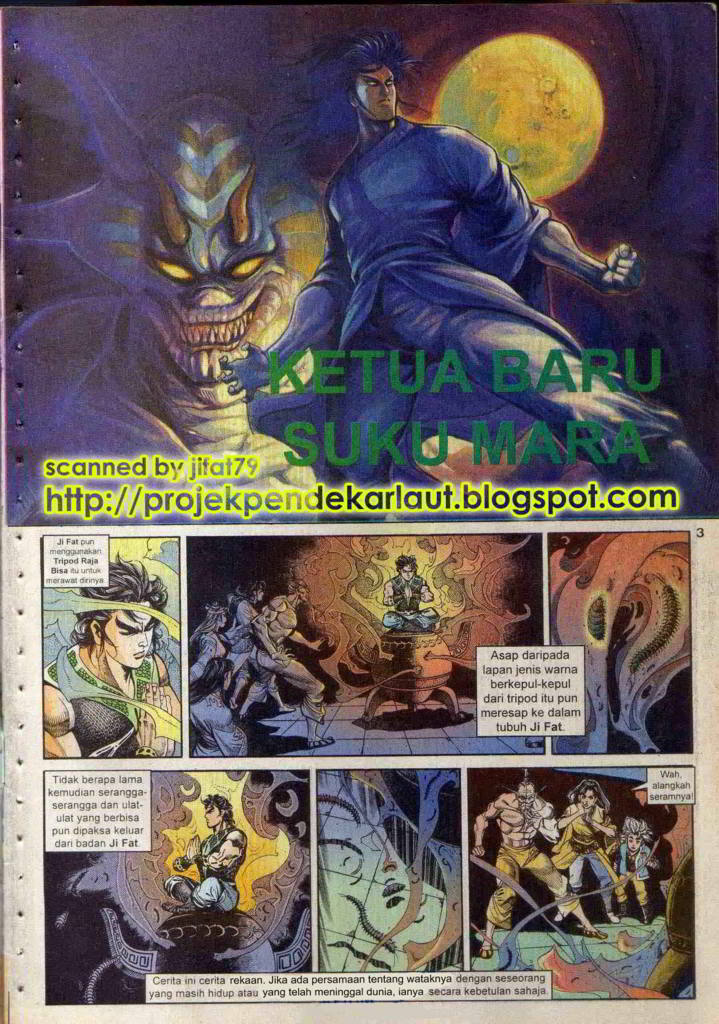 KETUA BARU
SUKU MARA
scanned by jifat79
http://projekpendekarlaut.blogspot.com
3
Ji Fat pun
menggunakan
Tripod Raja
Bisa itu untuk
merawat dirinya.
Asap daripada
lapan jenis warna
berkepul-kepul
dari tripod itu pun
meresap ke dalam
tubuh Ji Fat.
Tidak berapa lama
kemudian serangga-
serangga dan ulat-
ulat yang berbisa
pun dipaksa keluar
dari badan Ji Fat.
Wah,
alangkah
seramnya!
Cerita ini cerita rekaan. Jika ada persamaan tentang wataknya dengan seseorang
yang masih hidup atau yang telah meninggal dunia, ianya secara kebetulan sahaja.